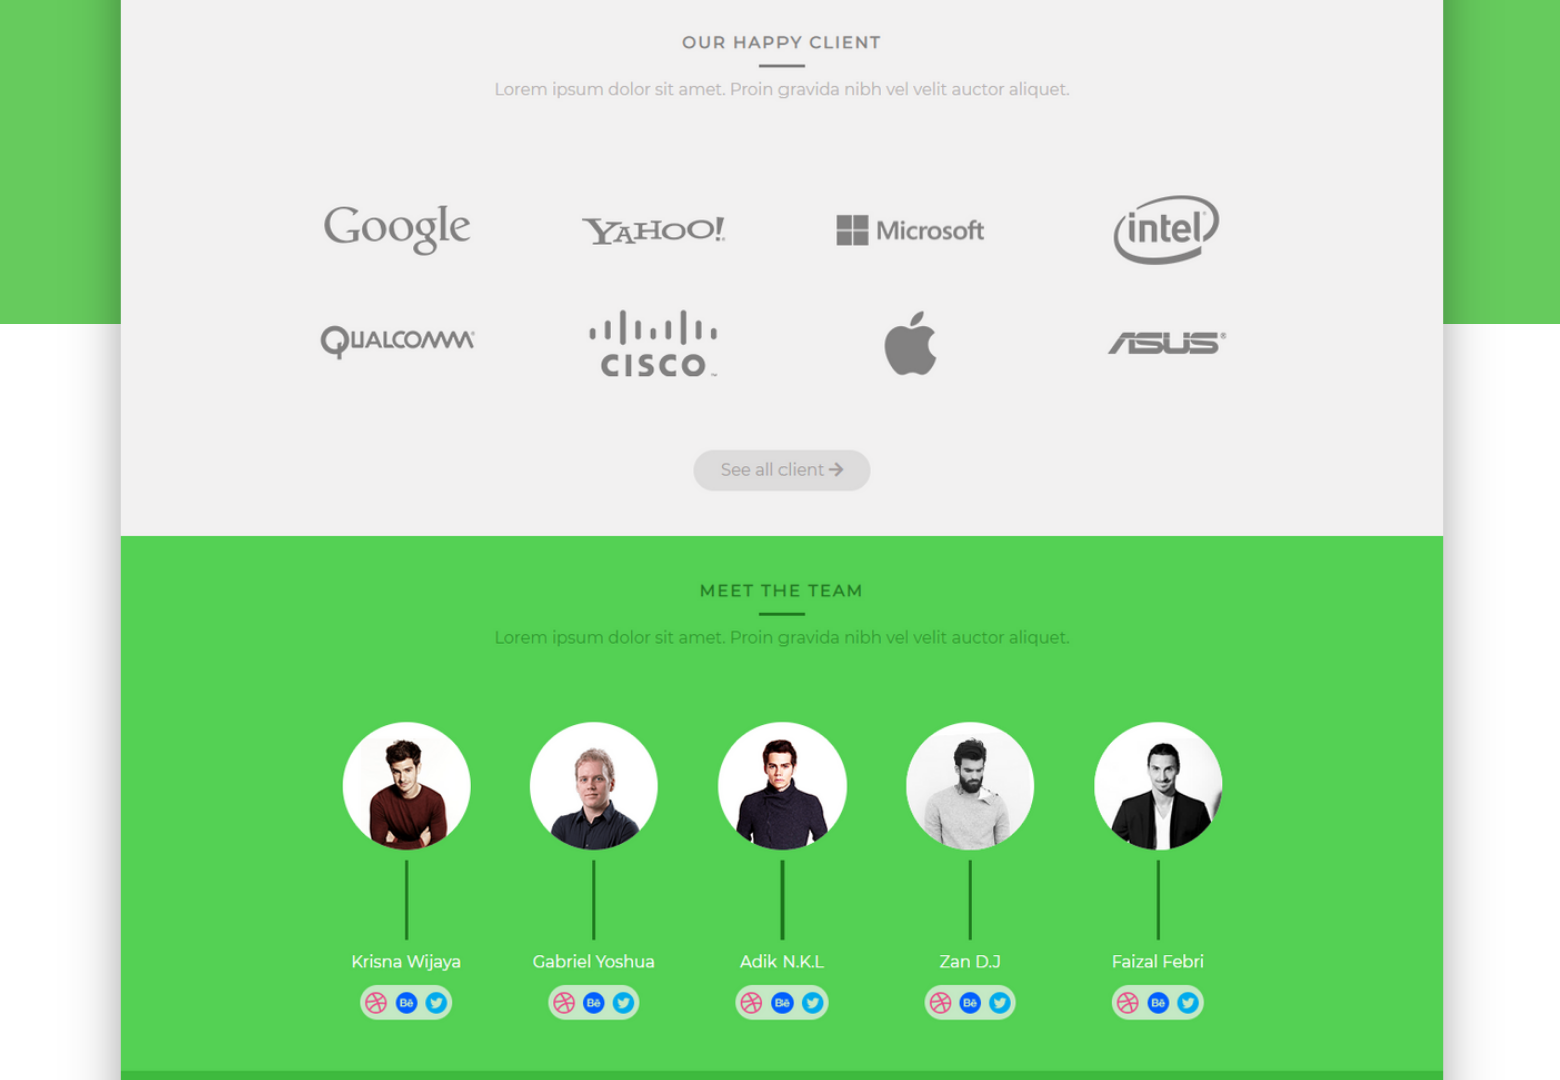 OUR HAPPY CLIENT
Lorem ipsum dolor sit amet. Proin gravida nibh vel velit auctor aliquet.
Google YAHOO! Microsoft intel
QUALCOMM CISCO ASUS
See all client
MEET THE TEAM
Lorem ipsum dolor sit amet. Proin gravida nibh vel velit auctor aliquet.
Krisna Wijaya Gabriel Yoshua Adik N.K.L Zan D.J Faizal Febri
Bē Bē Bē Bē Bē